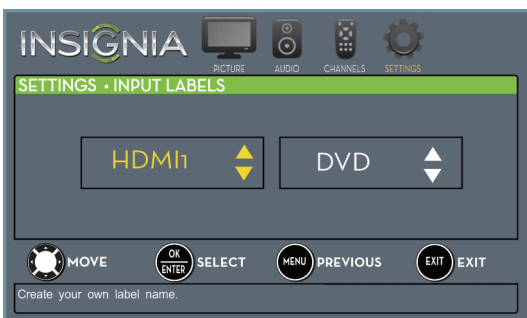 INSIGNIA
PICTURE AUDIO CHANNELS SETTINGS
SETTINGS • INPUT LABELS
HDMI1 DVD
MOVE OK ENTER SELECT MENU PREVIOUS EXIT EXIT
Create your own label name.